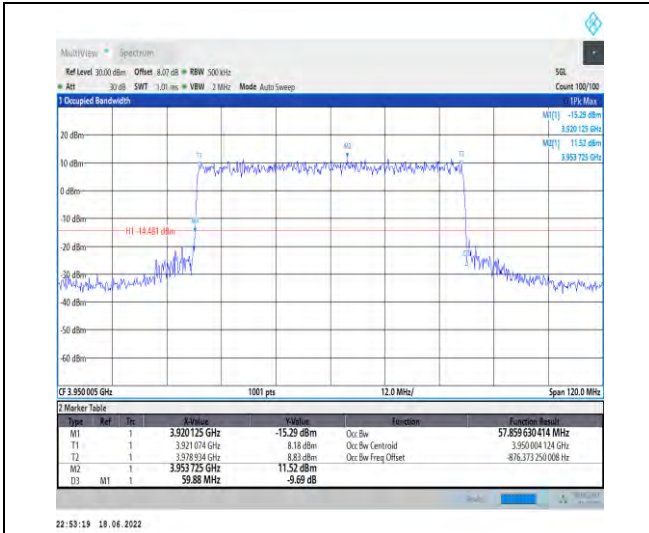 MultiView Spectrum
Ref Level 30.00 dBm Offset 8.07 dB RBW 500 kHz SGL
Att 30 dB SWT 1.01 ms VBW 2 MHz Mode Auto Sweep Count 100/100
1 Occupied Bandwidth 1Pk Max
M1[1] -15.29 dBm
3.920 125 GHz
M2[1] 11.52 dBm
3.953 725 GHz
20 dBm
M2
T1 T2
10 dBm
0 dBm
-10 dBm
M1
H1 -14.481 dBm
D3
-30 dBm
-40 dBm
-50 dBm
-60 dBm
CF 3.950 005 GHz 1001 pts 12.0 MHz/ Span 120.0 MHz
2 Marker Table
Type Ref Trc X-Value Y-Value Function Function Result
M1 1 3.920125 GHz -15.29 dBm Occ Bw 57.859 630 414 MHz
T1 1 3.921 074 GHz 8.18 dBm Occ Bw Centroid 3.950 004 124 GHz
T2 1 3.978 934 GHz 8.83 dBm Occ Bw Freq Offset -876.373 250 008 Hz
M2 1 3.953 725 GHz 11.52 dBm
D3 M1 1 59.88 MHz -9.69 dB
22:53:19 18.06.2022